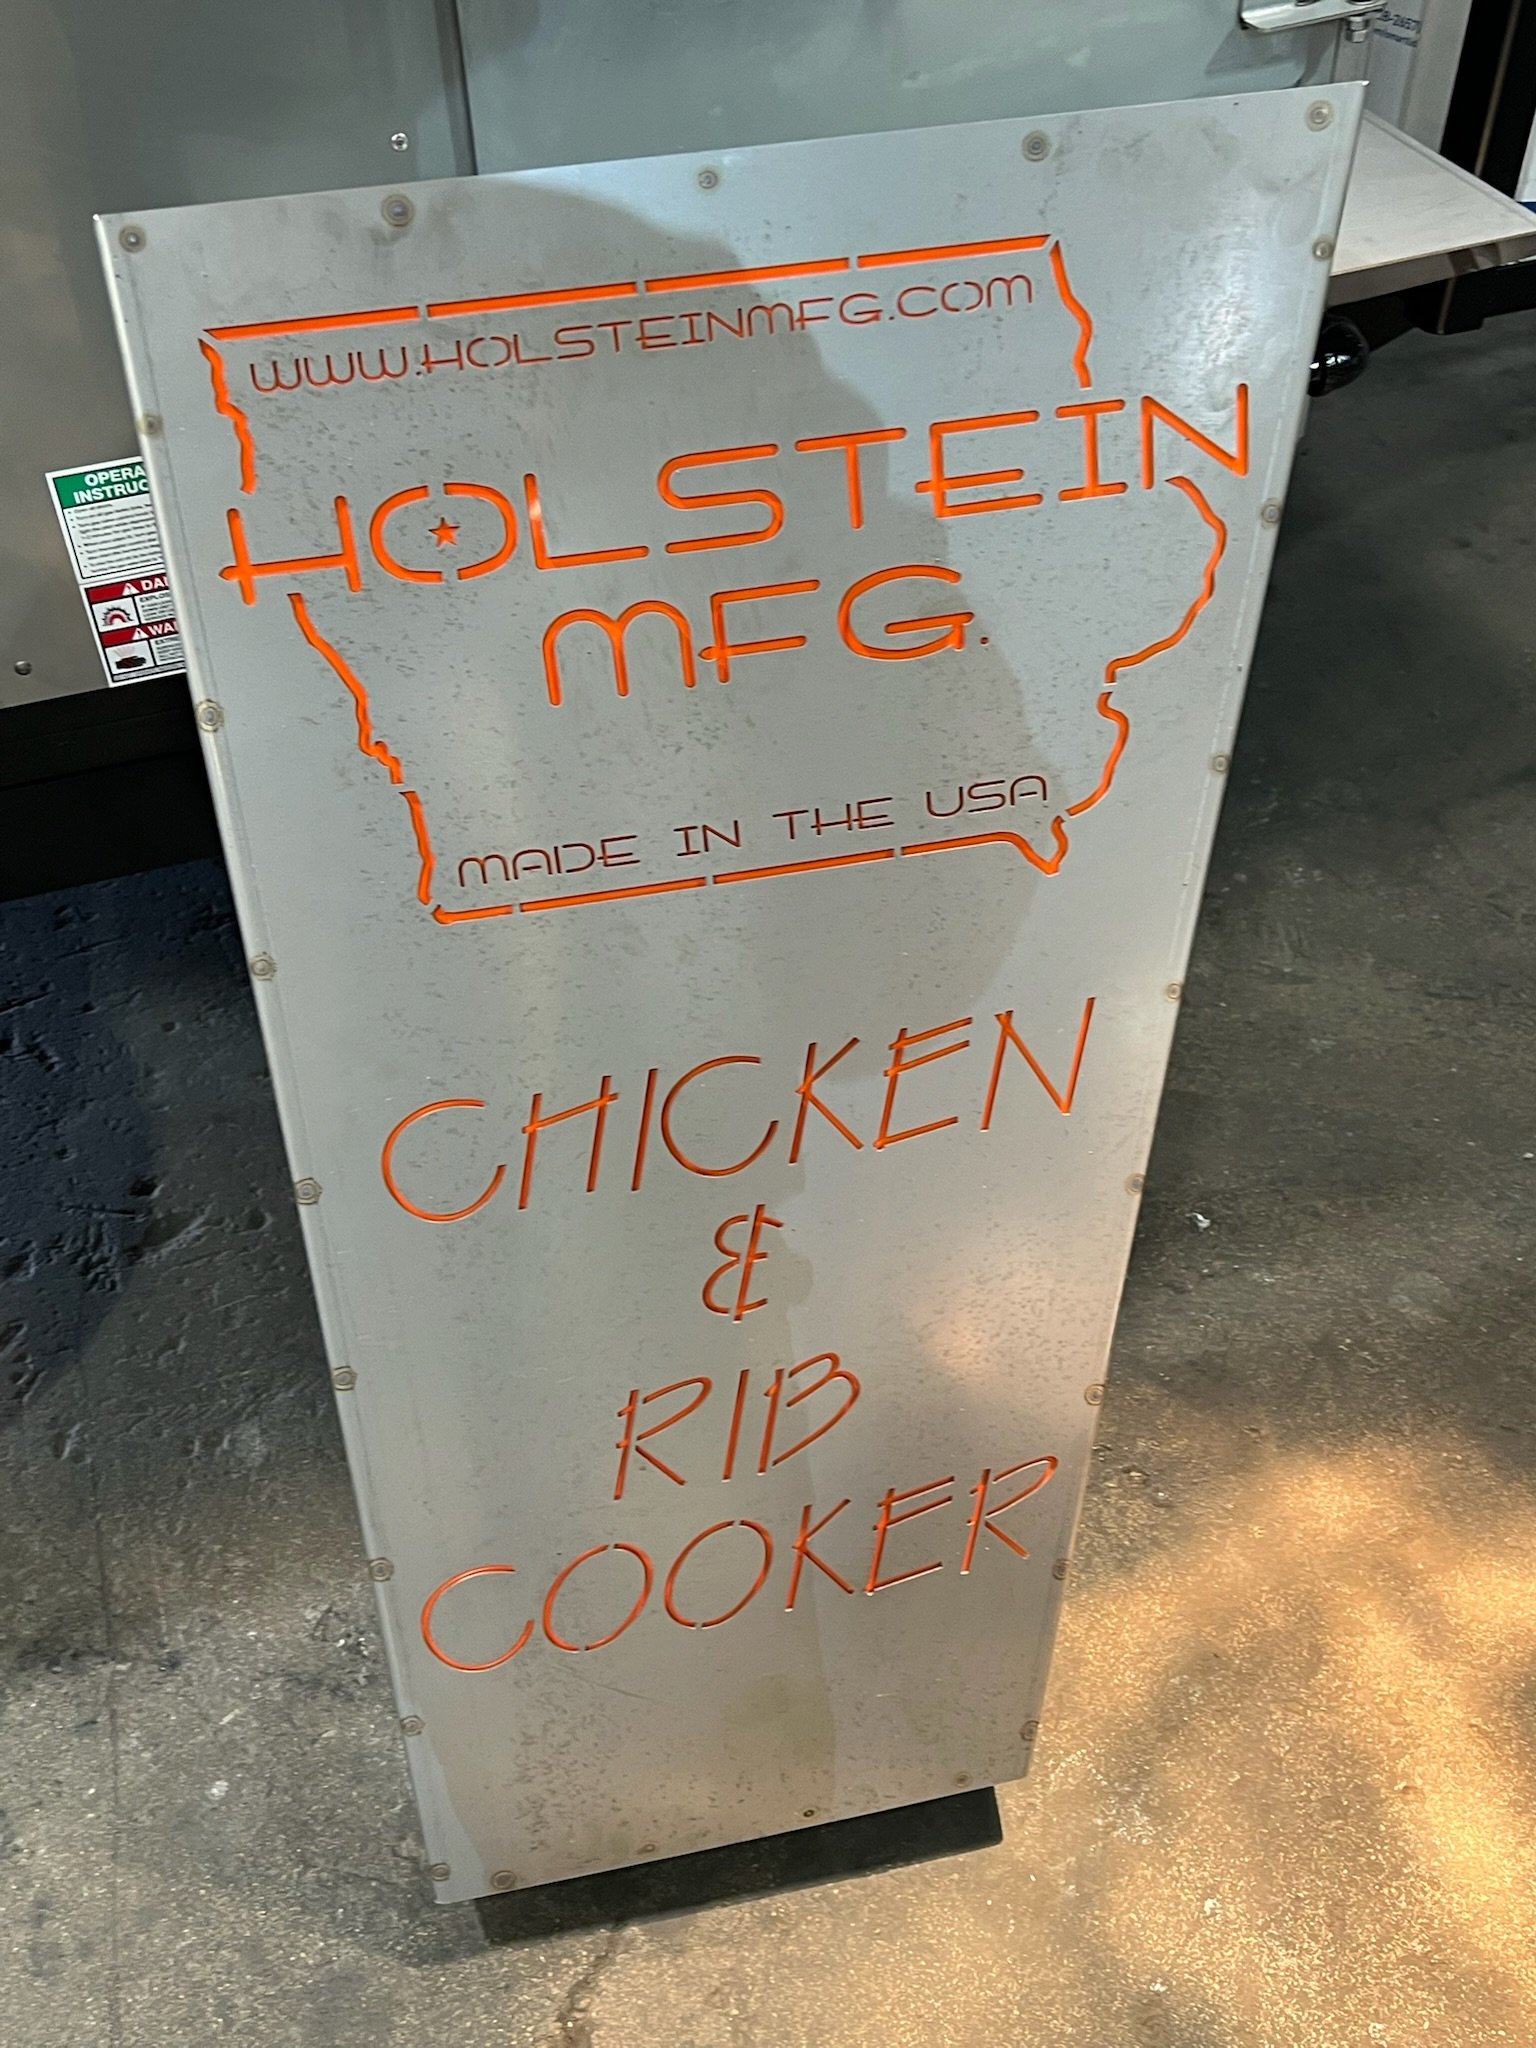 WWW.HOLSTEINMFG.COM
HOLSTEIN
MFG.
MADE IN THE USA
CHICKEN
&
RIB
COOKER